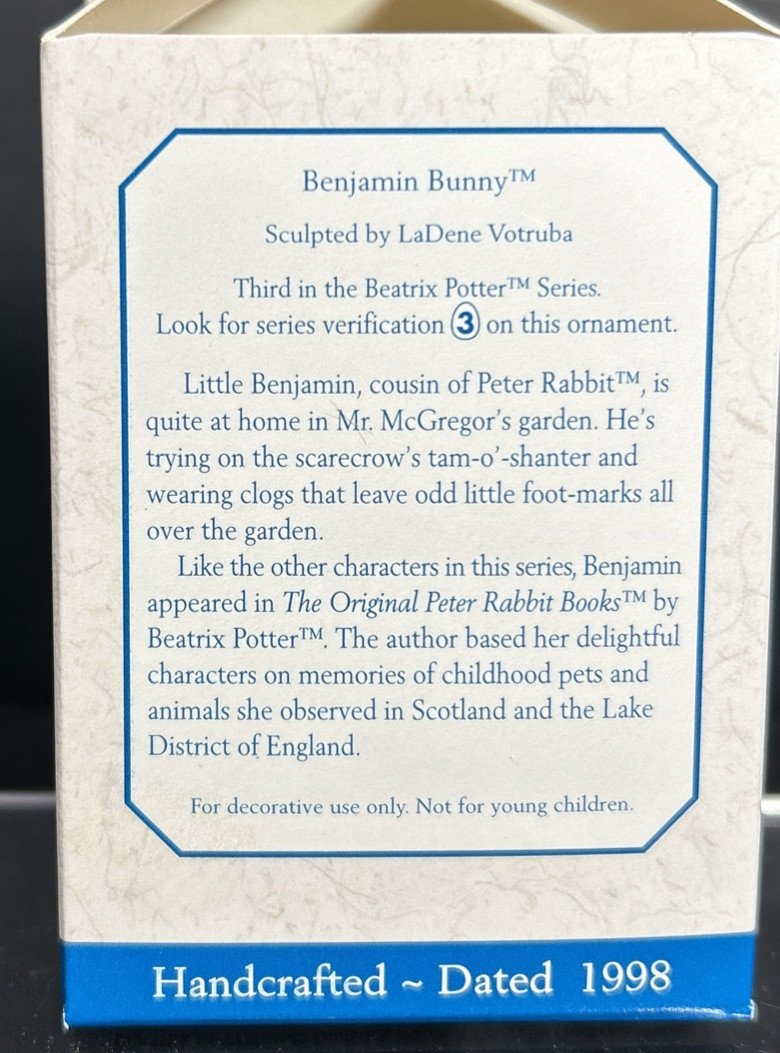 Benjamin Bunny™
Sculpted by LaDene Votruba
Third in the Beatrix Potter™ Series.
Look for series verification 3 on this ornament.
Little Benjamin, cousin of Peter Rabbit™, is
quite at home in Mr. McGregor's garden. He's
trying on the scarecrow's tam-o'-shanter and
wearing clogs that leave odd little foot-marks all
over the garden.
Like the other characters in this series, Benjamin
appeared in The Original Peter Rabbit Books™ by
Beatrix Potter™. The author based her delightful
characters on memories of childhood pets and
animals she observed in Scotland and the Lake
District of England.
For decorative use only. Not for young children.
Handcrafted ~ Dated 1998